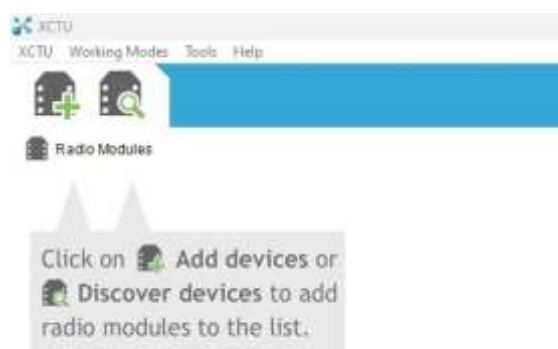 XCTU
XCTU Working Modes Tools Help
Radio Modules
Click on Add devices or
Discover devices to add
radio modules to the list.